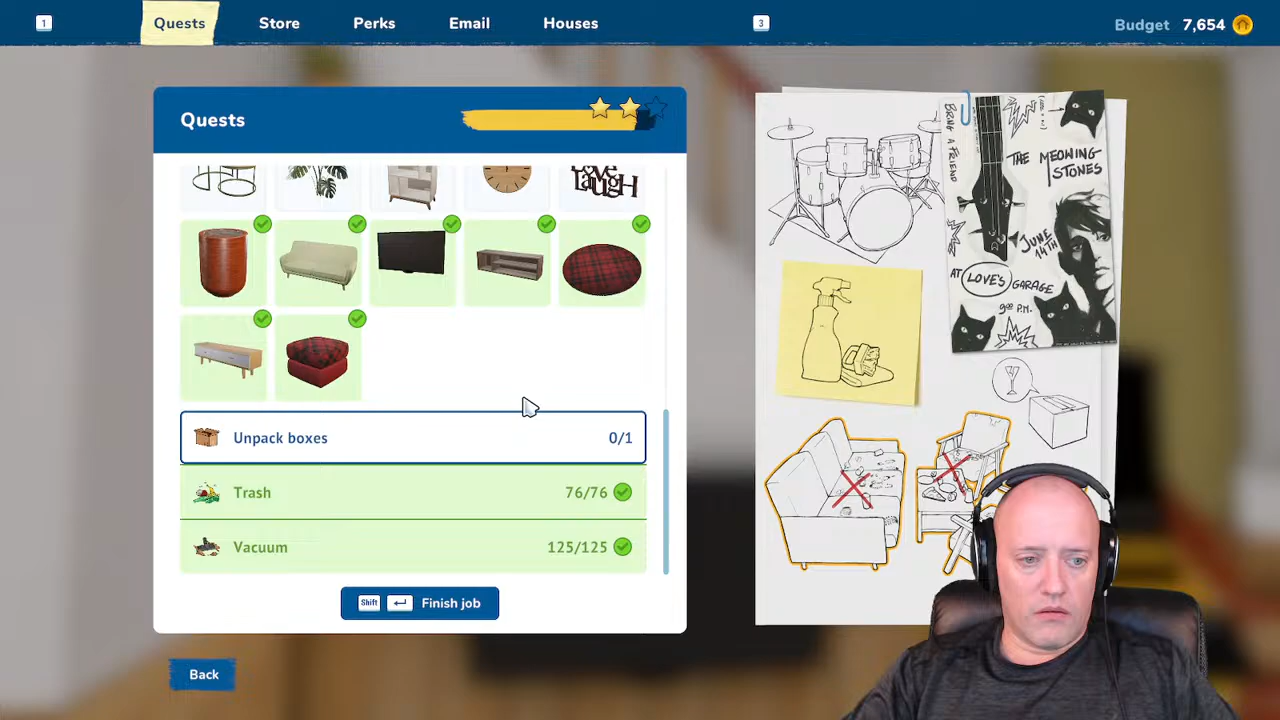 1
Quests
Store
Perks
Email
Houses
3
Budget 7,654
Quests
LAUGH
Unpack boxes
0/1
Trash
76/76
Vacuum
125/125
Shift
Finish job
Back
BRING A FRIEND
THE MEOWING
STONES
JUNE
14TH
AT LOVE'S GARAGE
9:00 P.M.